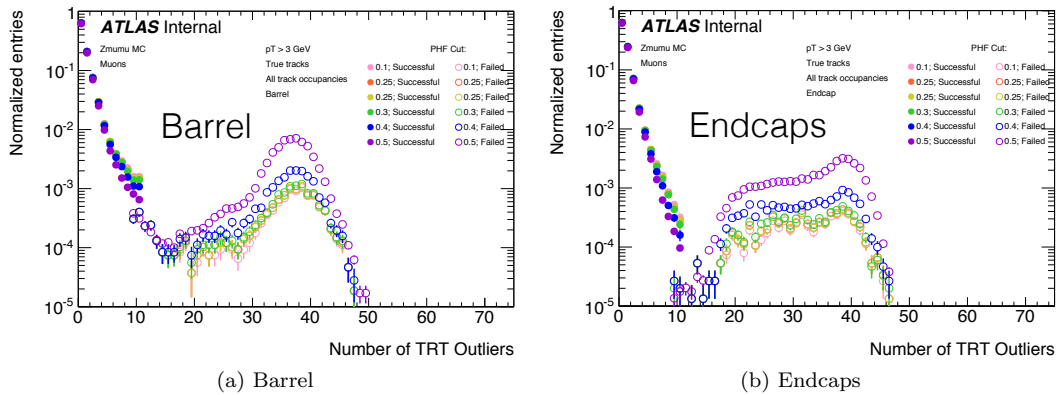 ATLAS Internal
Zmumu MC
Muons
pT > 3 GeV
True tracks
All track occupancies
Barrel
PHF Cut:
0.1; Successful
0.25; Successful
0.25; Successful
0.3; Successful
0.4; Successful
0.5; Successful
0.1; Failed
0.25; Failed
0.25; Failed
0.3; Failed
0.4; Failed
0.5; Failed
Barrel
Normalized entries
1
10⁻¹
10⁻²
10⁻³
10⁻⁴
10⁻⁵
0 10 20 30 40 50 60 70
Number of TRT Outliers
(a) Barrel
ATLAS Internal
Zmumu MC
Muons
pT > 3 GeV
True tracks
All track occupancies
Endcap
PHF Cut:
0.1; Successful
0.25; Successful
0.25; Successful
0.3; Successful
0.4; Successful
0.5; Successful
0.1; Failed
0.25; Failed
0.25; Failed
0.3; Failed
0.4; Failed
0.5; Failed
Endcaps
Normalized entries
1
10⁻¹
10⁻²
10⁻³
10⁻⁴
10⁻⁵
0 10 20 30 40 50 60 70
Number of TRT Outliers
(b) Endcaps